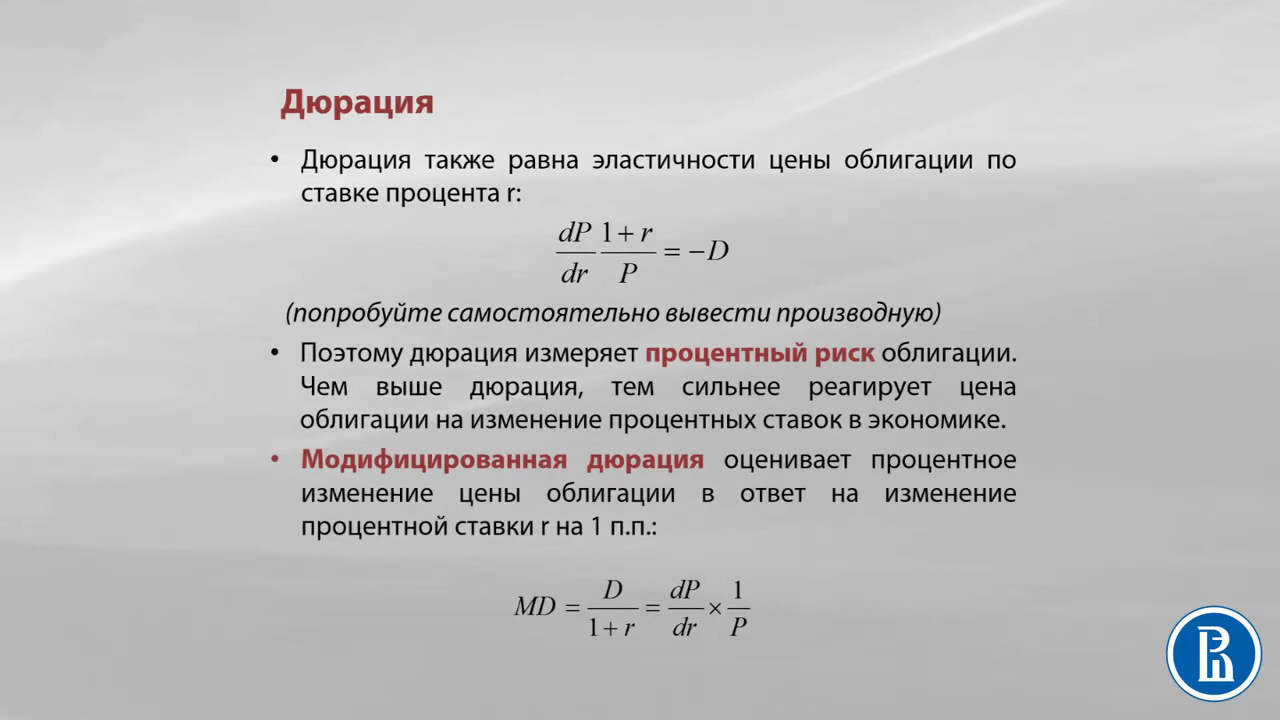 Дюрация
• Дюрация также равна эластичности цены облигации по
ставке процента r:
dP/dr (1 + r)/P = −D
(попробуйте самостоятельно вывести производную)
• Поэтому дюрация измеряет процентный риск облигации.
Чем выше дюрация, тем сильнее реагирует цена
облигации на изменение процентных ставок в экономике.
• Модифицированная дюрация оценивает процентное
изменение цены облигации в ответ на изменение
процентной ставки r на 1 п.п.:
MD = D/(1 + r) = dP/dr × 1/P